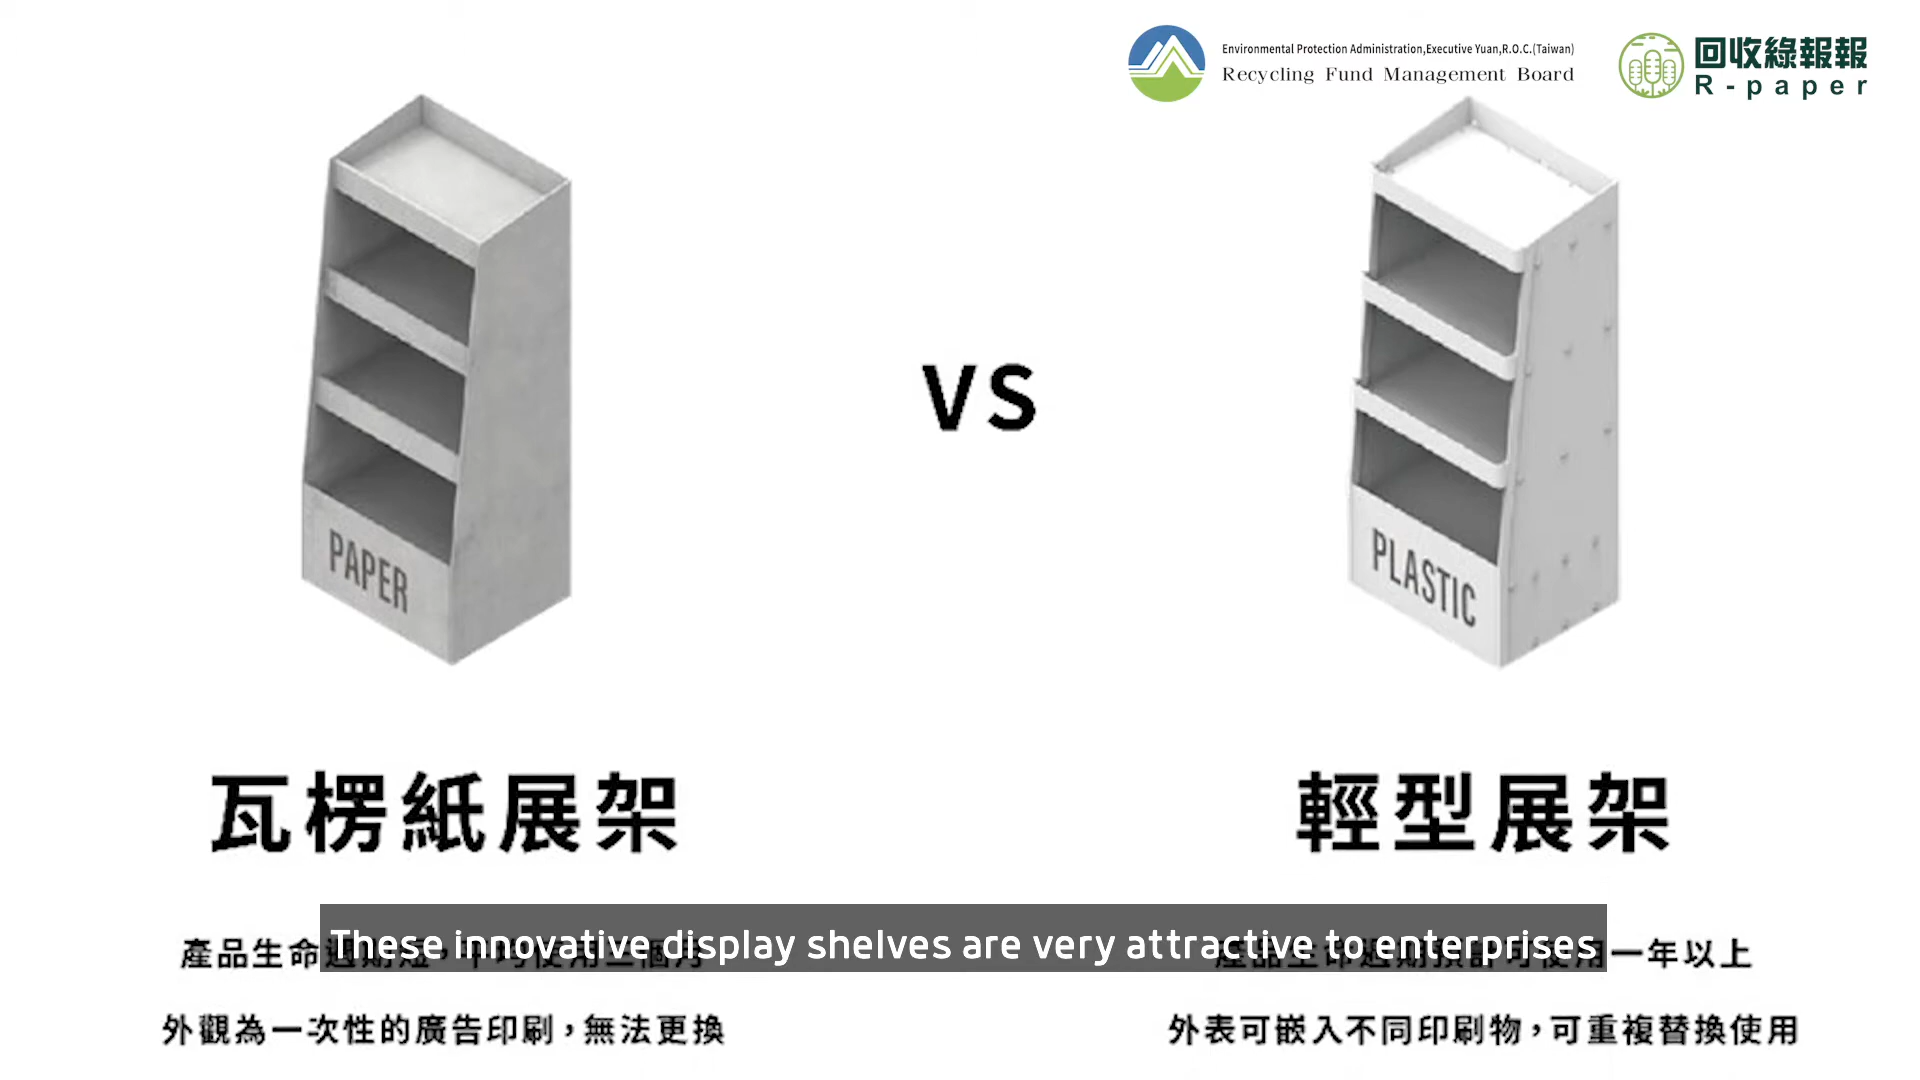 Environmental Protection Administration,Executive Yuan,R.O.C.(Taiwan)
Recycling Fund Management Board
回收綠報報
R-paper
VS
PAPER
PLASTIC
瓦楞紙展架
輕型展架
產品生命
一年以上
These innovative display shelves are very attractive to enterprises
外觀為一次性的廣告印刷，無法更換
外表可嵌入不同印刷物，可重複替換使用